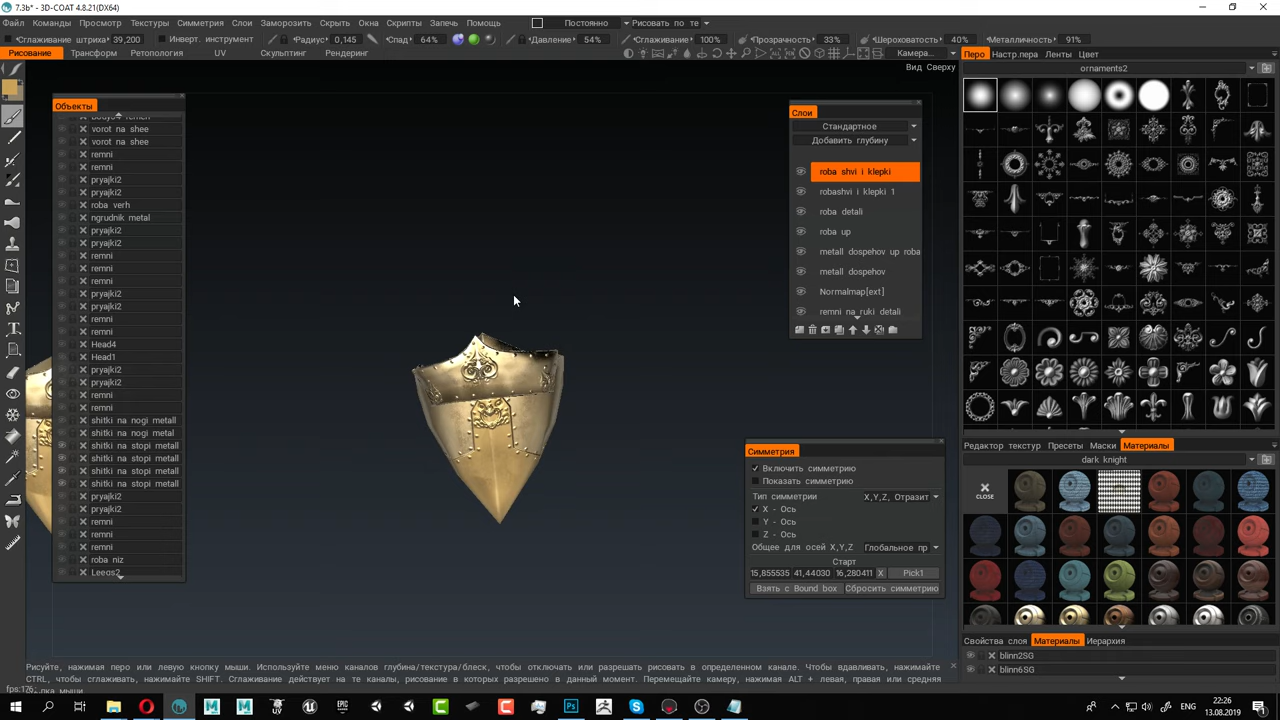 7.3b* - 3D-COAT 4.8.21(DX64)
Файл Команды Просмотр Текстуры Симметрия Слои Заморозить Скрыть Окна Скрипты Запечь Помощь Постоянно Рисовать по те
Сглаживание штриха 39,200 Инверт. инструмент Радиус 0,145 Спад 64% Давление 54% Сглаживание 100% Прозрачность 33% Шероховатость 40% Металличность 91%
Рисование Трансформ Ретопология UV Скульптинг Рендеринг Камера...
Вид Сверху
Перо Настр.пера Ленты Цвет
ornaments2
Объекты
vorot na shee
vorot na shee
remni
remni
pryajki2
pryajki2
roba verh
ngrudnik metal
pryajki2
pryajki2
remni
remni
remni
pryajki2
pryajki2
remni
remni
Head4
Head1
pryajki2
pryajki2
remni
remni
shitki na nogi metall
shitki na nogi metal
shitki na stopi metall
shitki na stopi metall
shitki na stopi metall
shitki na stopi metall
pryajki2
pryajki2
remni
remni
remni
roba niz
Leegs2
Слои
Стандартное
Добавить глубину
roba shvi i klepki
robashvi i klepki 1
roba detali
roba up
metall dospehov up roba
metall dospehov
Normalmap[ext]
remni na_ruki detali
Симметрия
Включить симметрию
Показать симметрию
Тип симметрии X,Y,Z, Отразит
X - Ось
Y - Ось
Z - Ось
Общее для осей X,Y,Z Глобальное пр
Старт
15,855535 41,44030 16,280411 X Pick1
Взять с Bound box Сбросить симметрию
Редактор текстур Пресеты Маски Материалы
dark knight
CLOSE
Свойства слоя Материалы Иерархия
blinn2SG
blinn6SG
Рисуйте, нажимая перо или левую кнопку мыши. Используйте меню каналов глубина/текстура/блеск, чтобы отключить или разрешать рисовать в определенном канале. Чтобы вдавливать, нажимайте
CTRL, чтобы сглаживать, нажимайте SHIFT. Сглаживание действует на те каналы, рисование в которых разрешено в данный момент. Перемещайте камеру, нажимая ALT + левая, правая или средняя
fps:176;
мыши
ENG
22:26
13.08.2019